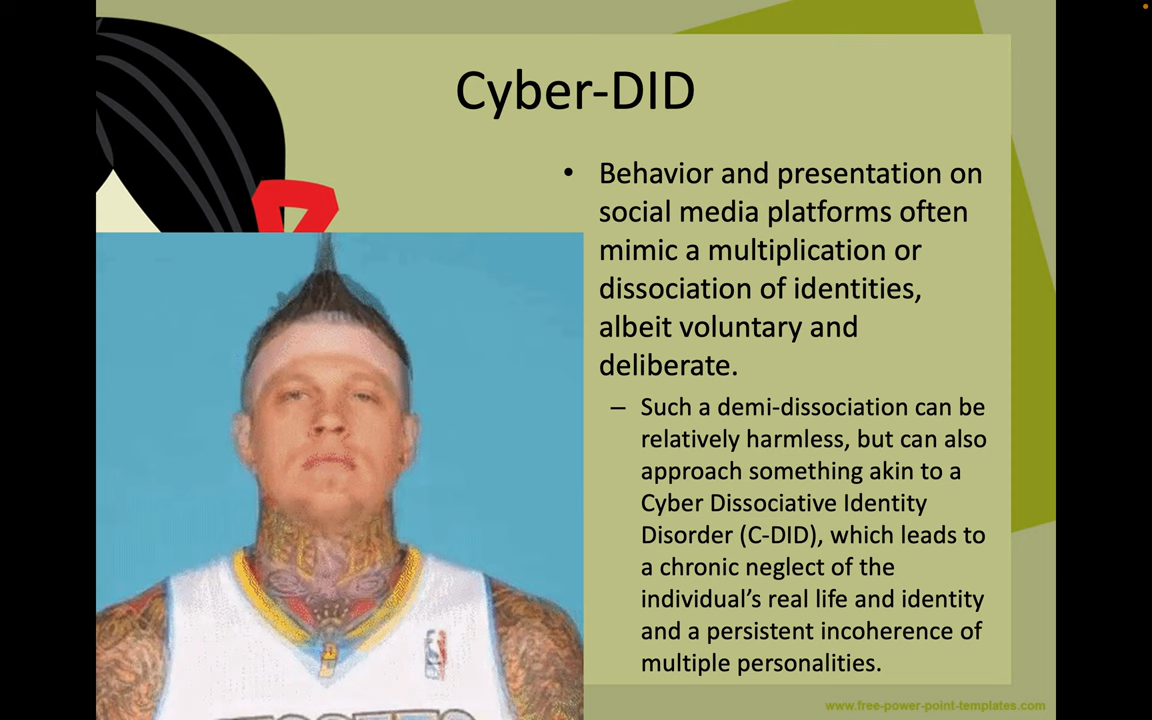 Cyber-DID
• Behavior and presentation on
social media platforms often
mimic a multiplication or
dissociation of identities,
albeit voluntary and
deliberate.
– Such a demi-dissociation can be
relatively harmless, but can also
approach something akin to a
Cyber Dissociative Identity
Disorder (C-DID), which leads to
a chronic neglect of the
individual’s real life and identity
and a persistent incoherence of
multiple personalities.
www.free-power-point-templates.com